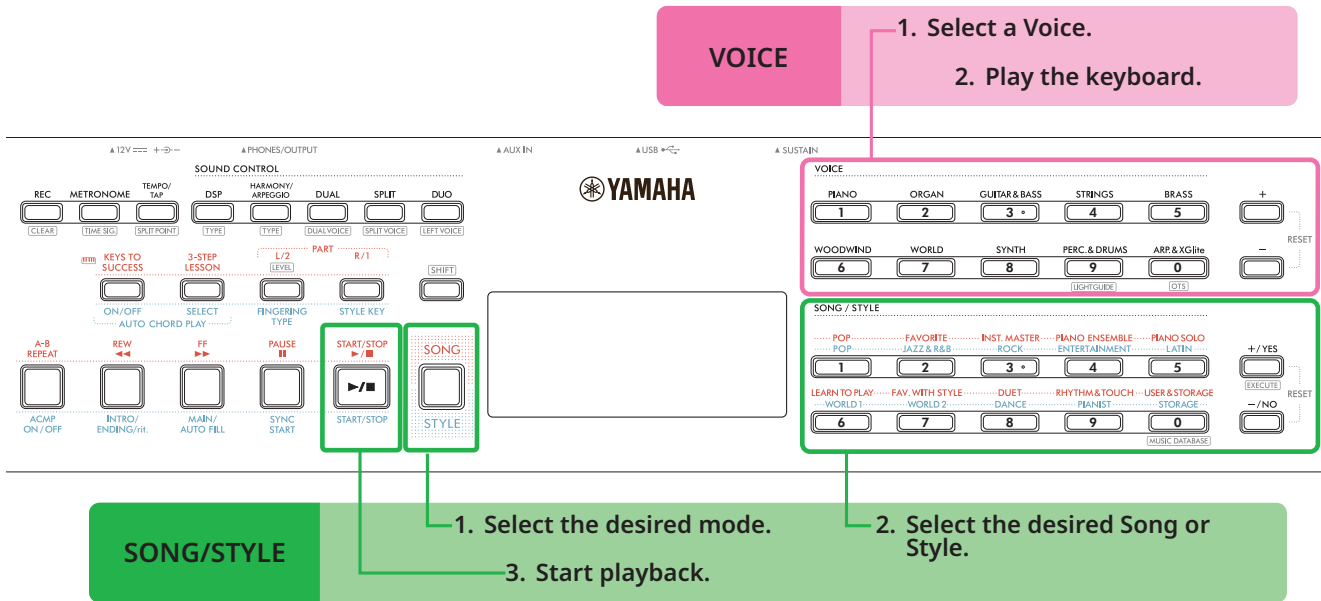 VOICE
1. Select a Voice.
2. Play the keyboard.
12V
PHONES/OUTPUT
AUX IN
USB
SUSTAIN
SOUND CONTROL
REC
METRONOME
TEMPO/
TAP
DSP
HARMONY/
ARPEGGIO
DUAL
SPLIT
DUO
CLEAR
TIME SIG.
SPLIT POINT
TYPE
TYPE
DUAL VOICE
SPLIT VOICE
LEFT VOICE
KEYS TO
SUCCESS
3-STEP
LESSON
PART
L/2
LEVEL
R/1
SHIFT
ON/OFF
SELECT
AUTO CHORD PLAY
FINGERING
TYPE
STYLE KEY
A-B
REPEAT
REW
FF
PAUSE
START/STOP
SONG
ACMP
ON/OFF
INTRO/
ENDING/rit.
MAIN/
AUTO FILL
SYNC
START
START/STOP
STYLE
YAMAHA
VOICE
PIANO
ORGAN
GUITAR & BASS
STRINGS
BRASS
+
1
2
3
4
5
RESET
WOODWIND
WORLD
SYNTH
PERC. & DRUMS
ARP. & XGlite
−
6
7
8
9
0
LIGHTGUIDE
OTS
SONG / STYLE
POP
FAVORITE
INST. MASTER
PIANO ENSEMBLE
PIANO SOLO
POP
JAZZ & R&B
ROCK
ENTERTAINMENT
LATIN
+/YES
1
2
3
4
5
EXECUTE
RESET
LEARN TO PLAY
FAV. WITH STYLE
DUET
RHYTHM & TOUCH
USER & STORAGE
WORLD 1
WORLD 2
DANCE
PIANIST
STORAGE
−/NO
6
7
8
9
0
MUSIC DATABASE
SONG/STYLE
1. Select the desired mode.
3. Start playback.
2. Select the desired Song or
Style.